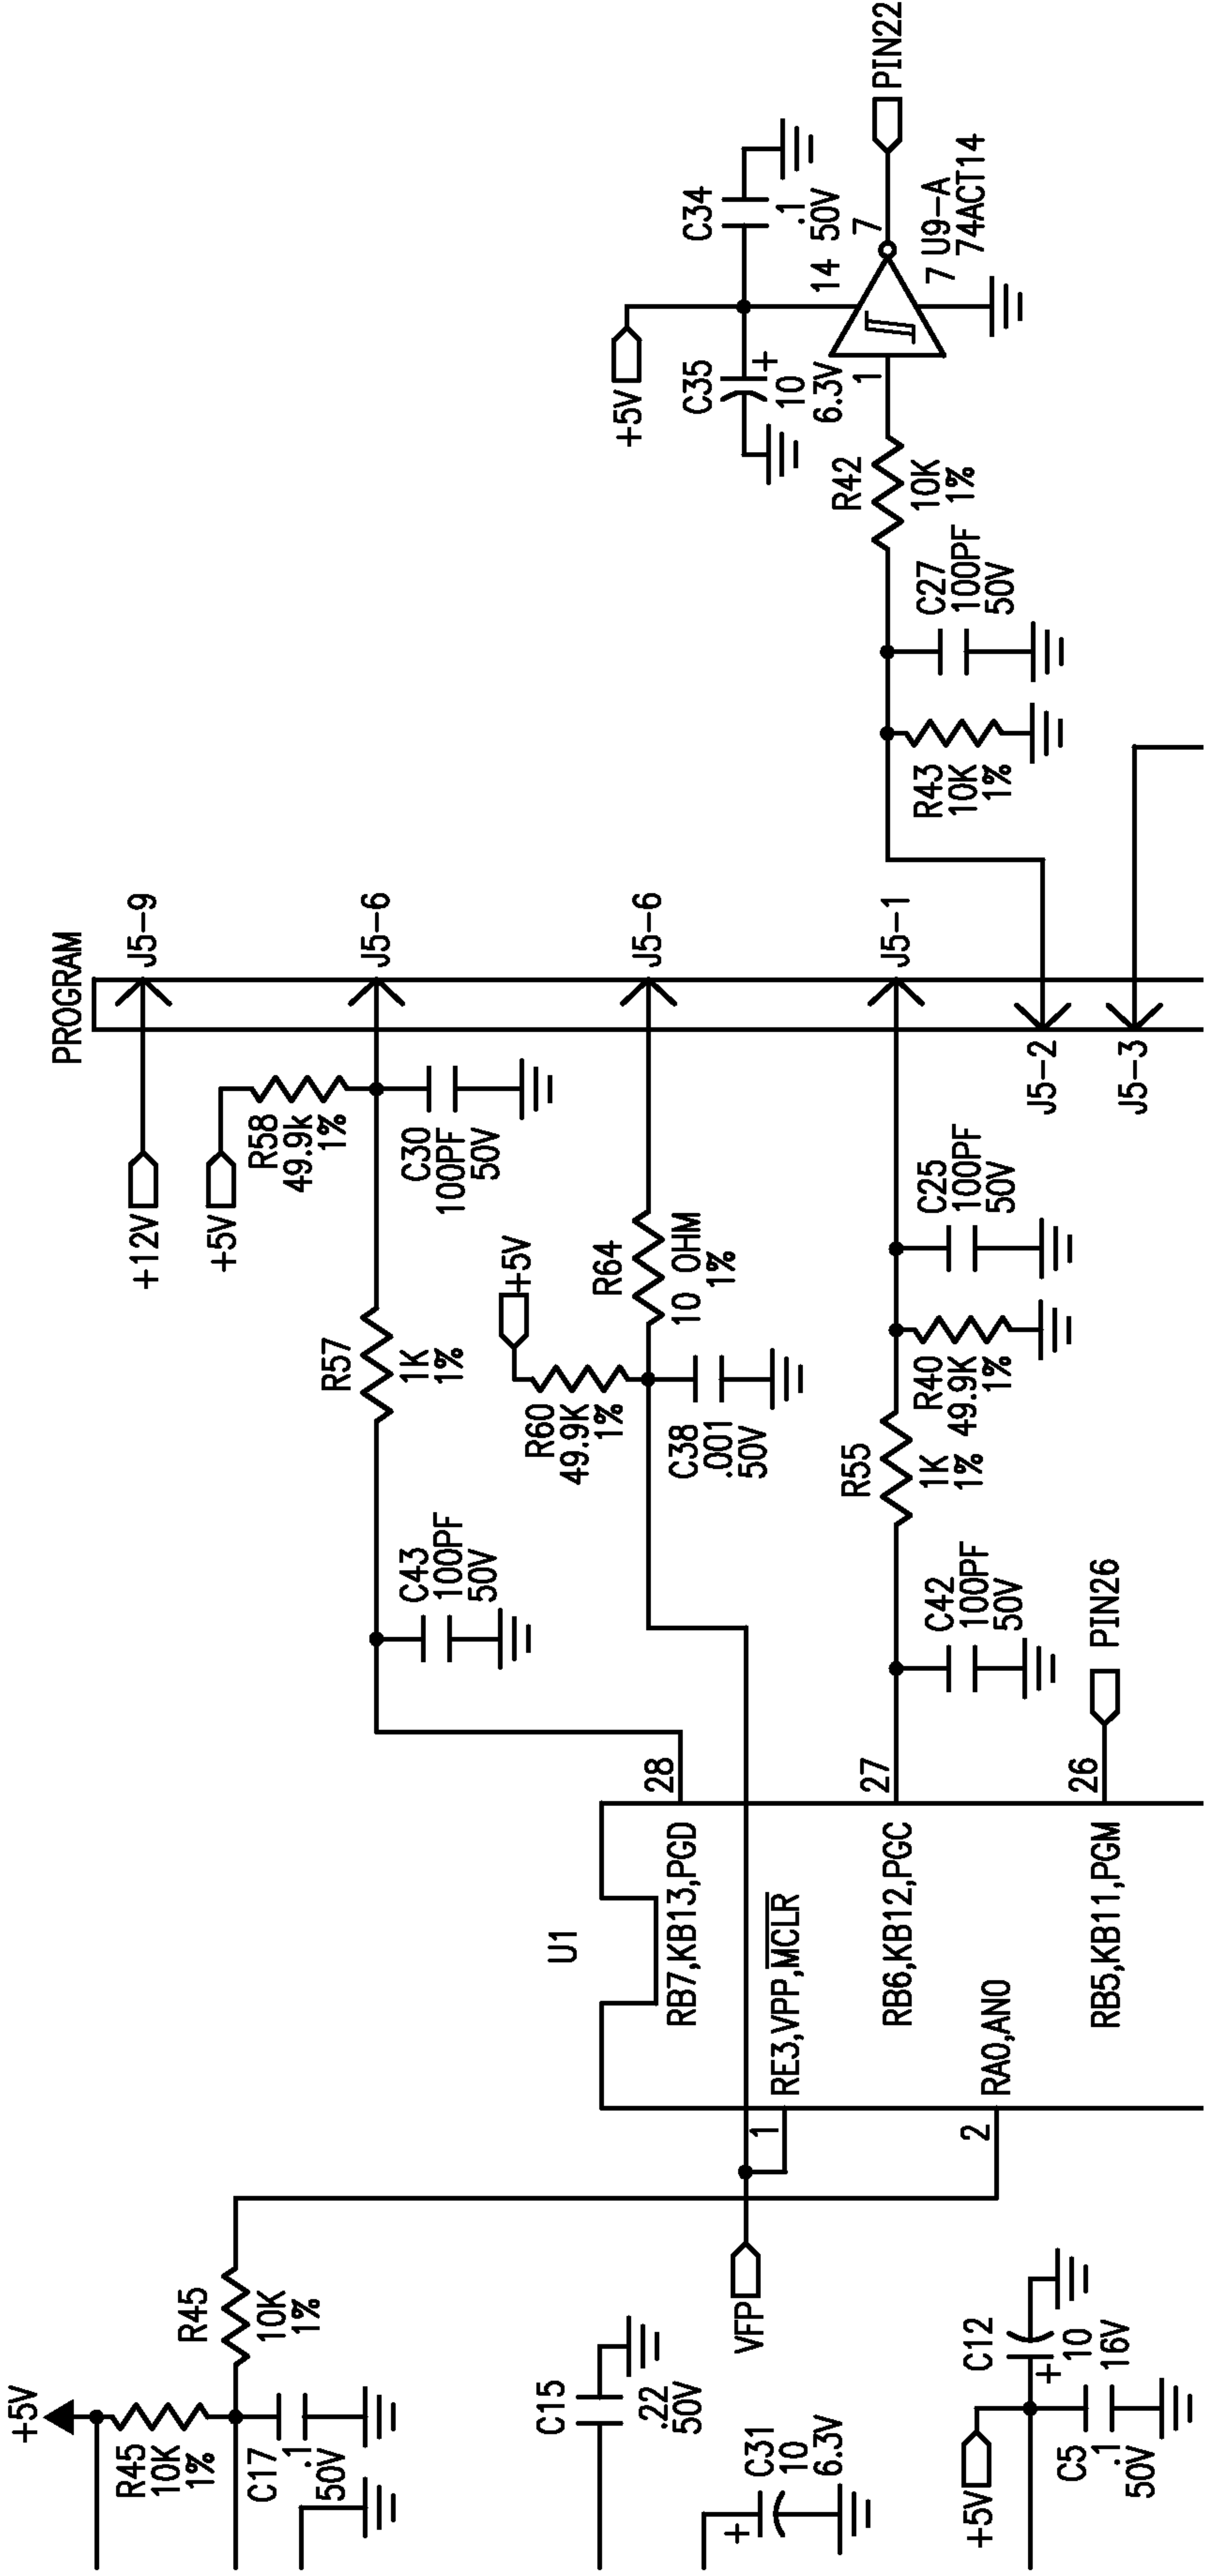 +5V
R45
10K
1%
C17
.1
50V
R45
10K
1%
C15
.22
50V
C31
+
10
6.3V
VFP
+5V
C12
+
10
16V
C5
.1
50V
U1
RB7,KB13,PGD
28
RE3,VPP,MCLR
1
RB6,KB12,PGC
27
RA0,AN0
2
RB5,KB11,PGM
26
PIN26
C43
100PF
50V
R57
1K
1%
+12V
+5V
R58
49.9k
1%
C30
100PF
50V
+5V
R60
49.9K
1%
C38
.001
50V
R64
10 OHM
1%
C42
100PF
50V
R55
1K
1%
R40
49.9K
1%
C25
100PF
50V
PROGRAM
J5-9
J5-6
J5-6
J5-1
J5-2
J5-3
R43
10K
1%
C27
100PF
50V
R42
10K
1%
+5V
C35
+
10
6.3V
C34
.1
50V
14
1
7
7
U9-A
74ACT14
PIN22